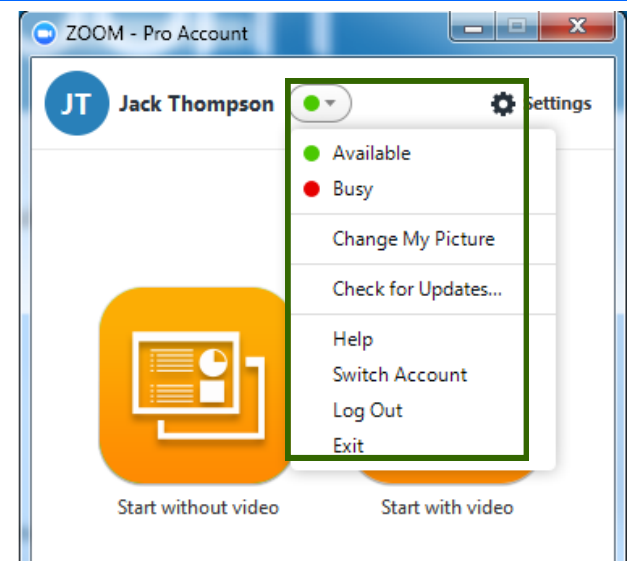 ZOOM - Pro Account
JT Jack Thompson Settings
Available
Busy
Change My Picture
Check for Updates...
Help
Switch Account
Log Out
Exit
Start without video Start with video